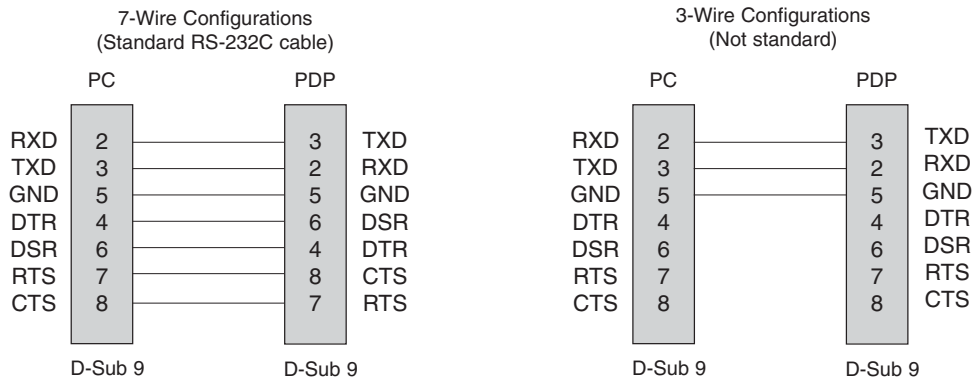 7-Wire Configurations
(Standard RS-232C cable)
PC PDP
RXD 2 3 TXD
TXD 3 2 RXD
GND 5 5 GND
DTR 4 6 DSR
DSR 6 4 DTR
RTS 7 8 CTS
CTS 8 7 RTS
D-Sub 9 D-Sub 9
3-Wire Configurations
(Not standard)
PC PDP
RXD 2 3 TXD
TXD 3 2 RXD
GND 5 5 GND
DTR 4 4 DTR
DSR 6 6 DSR
RTS 7 7 RTS
CTS 8 8 CTS
D-Sub 9 D-Sub 9